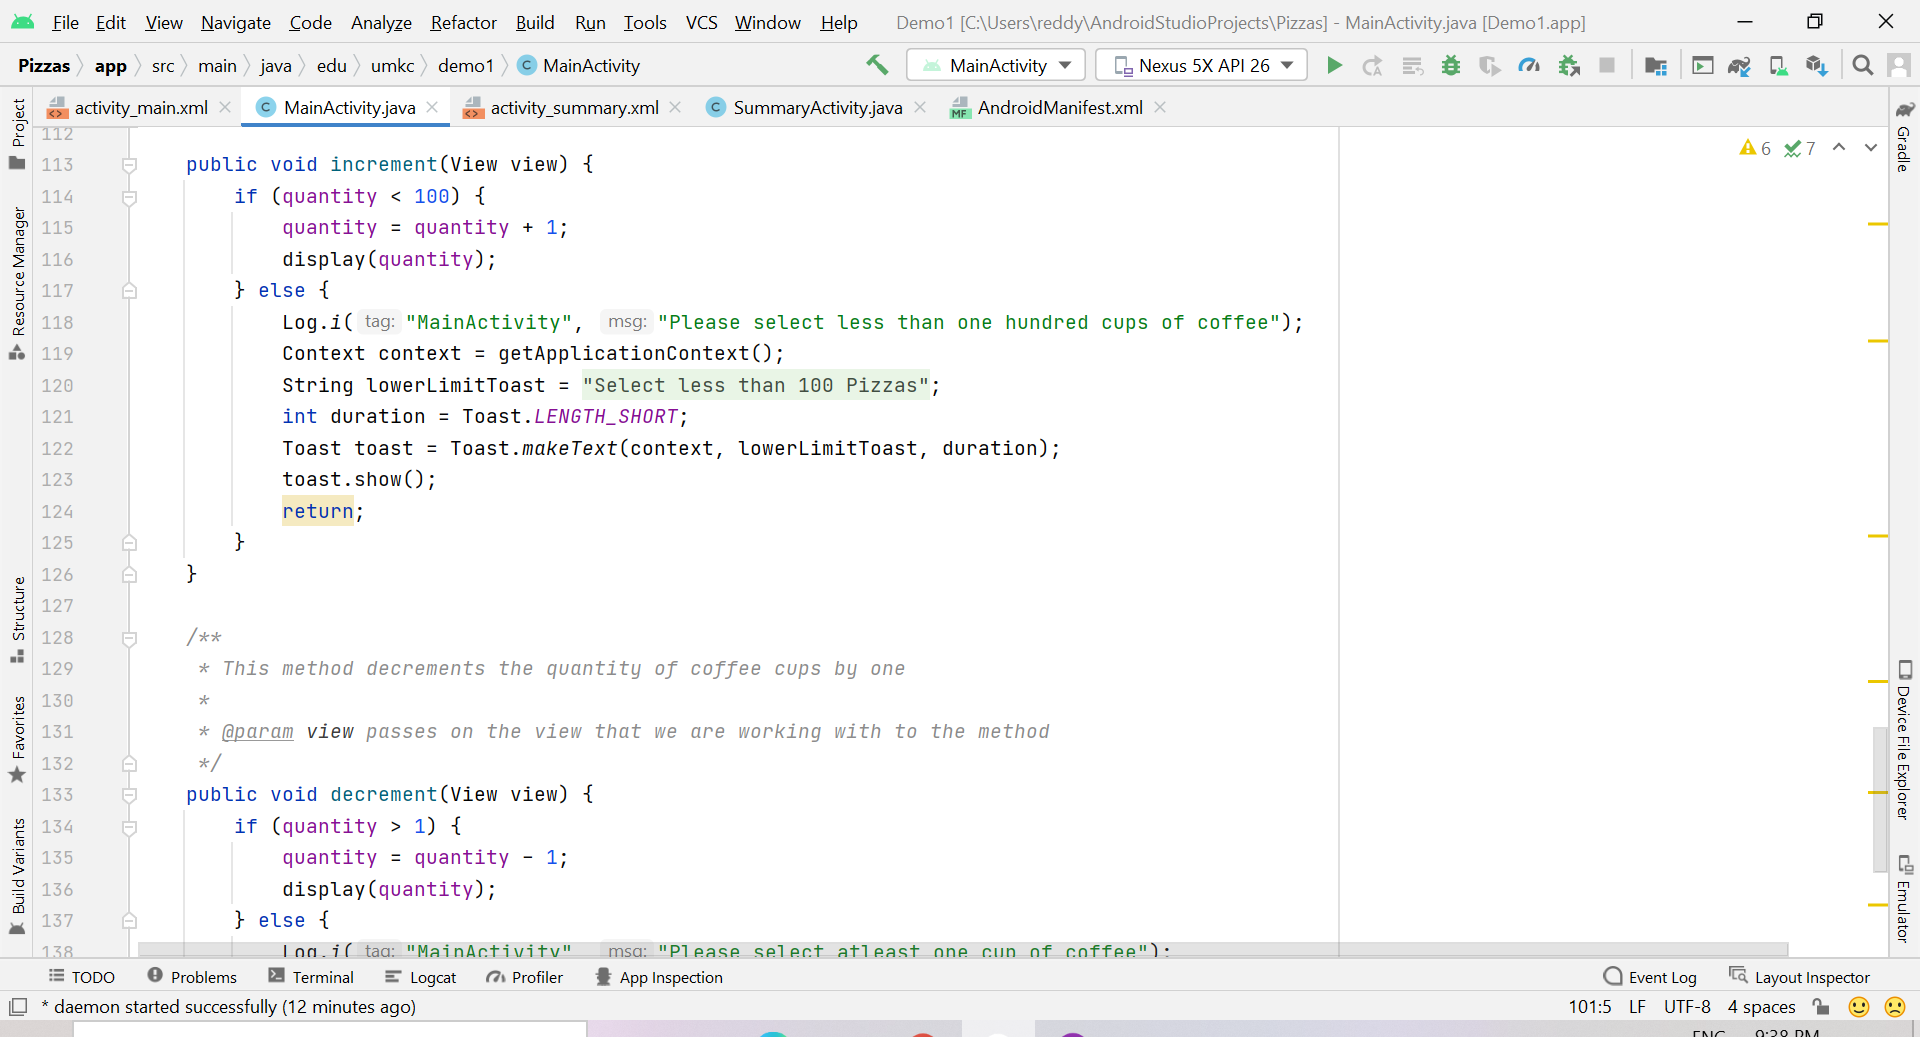 File Edit View Navigate Code Analyze Refactor Build Run Tools VCS Window Help Demo1 [C:\Users\reddy\AndroidStudioProjects\Pizzas] - MainActivity.java [Demo1.app]
Pizzas app src main java edu umkc demo1 C MainActivity MainActivity Nexus 5X API 26
activity_main.xml C MainActivity.java activity_summary.xml C SummaryActivity.java MF AndroidManifest.xml
Project
Resource Manager
Structure
Favorites
Build Variants
6 7
112
113 public void increment(View view) {
114 if (quantity < 100) {
115 quantity = quantity + 1;
116 display(quantity);
117 } else {
118 Log.i( tag: "MainActivity", msg: "Please select less than one hundred cups of coffee");
119 Context context = getApplicationContext();
120 String lowerLimitToast = "Select less than 100 Pizzas";
121 int duration = Toast.LENGTH_SHORT;
122 Toast toast = Toast.makeText(context, lowerLimitToast, duration);
123 toast.show();
124 return;
125 }
126 }
127
128 /**
129 * This method decrements the quantity of coffee cups by one
130 *
131 * @param view passes on the view that we are working with to the method
132 */
133 public void decrement(View view) {
134 if (quantity > 1) {
135 quantity = quantity - 1;
136 display(quantity);
137 } else {
138 Log.i( tag: "MainActivity" msg: "Please select atleast one cup of coffee");
Gradle
Device File Explorer
Emulator
TODO Problems Terminal Logcat Profiler App Inspection Event Log Layout Inspector
* daemon started successfully (12 minutes ago) 101:5 LF UTF-8 4 spaces
ENG 9:38 PM